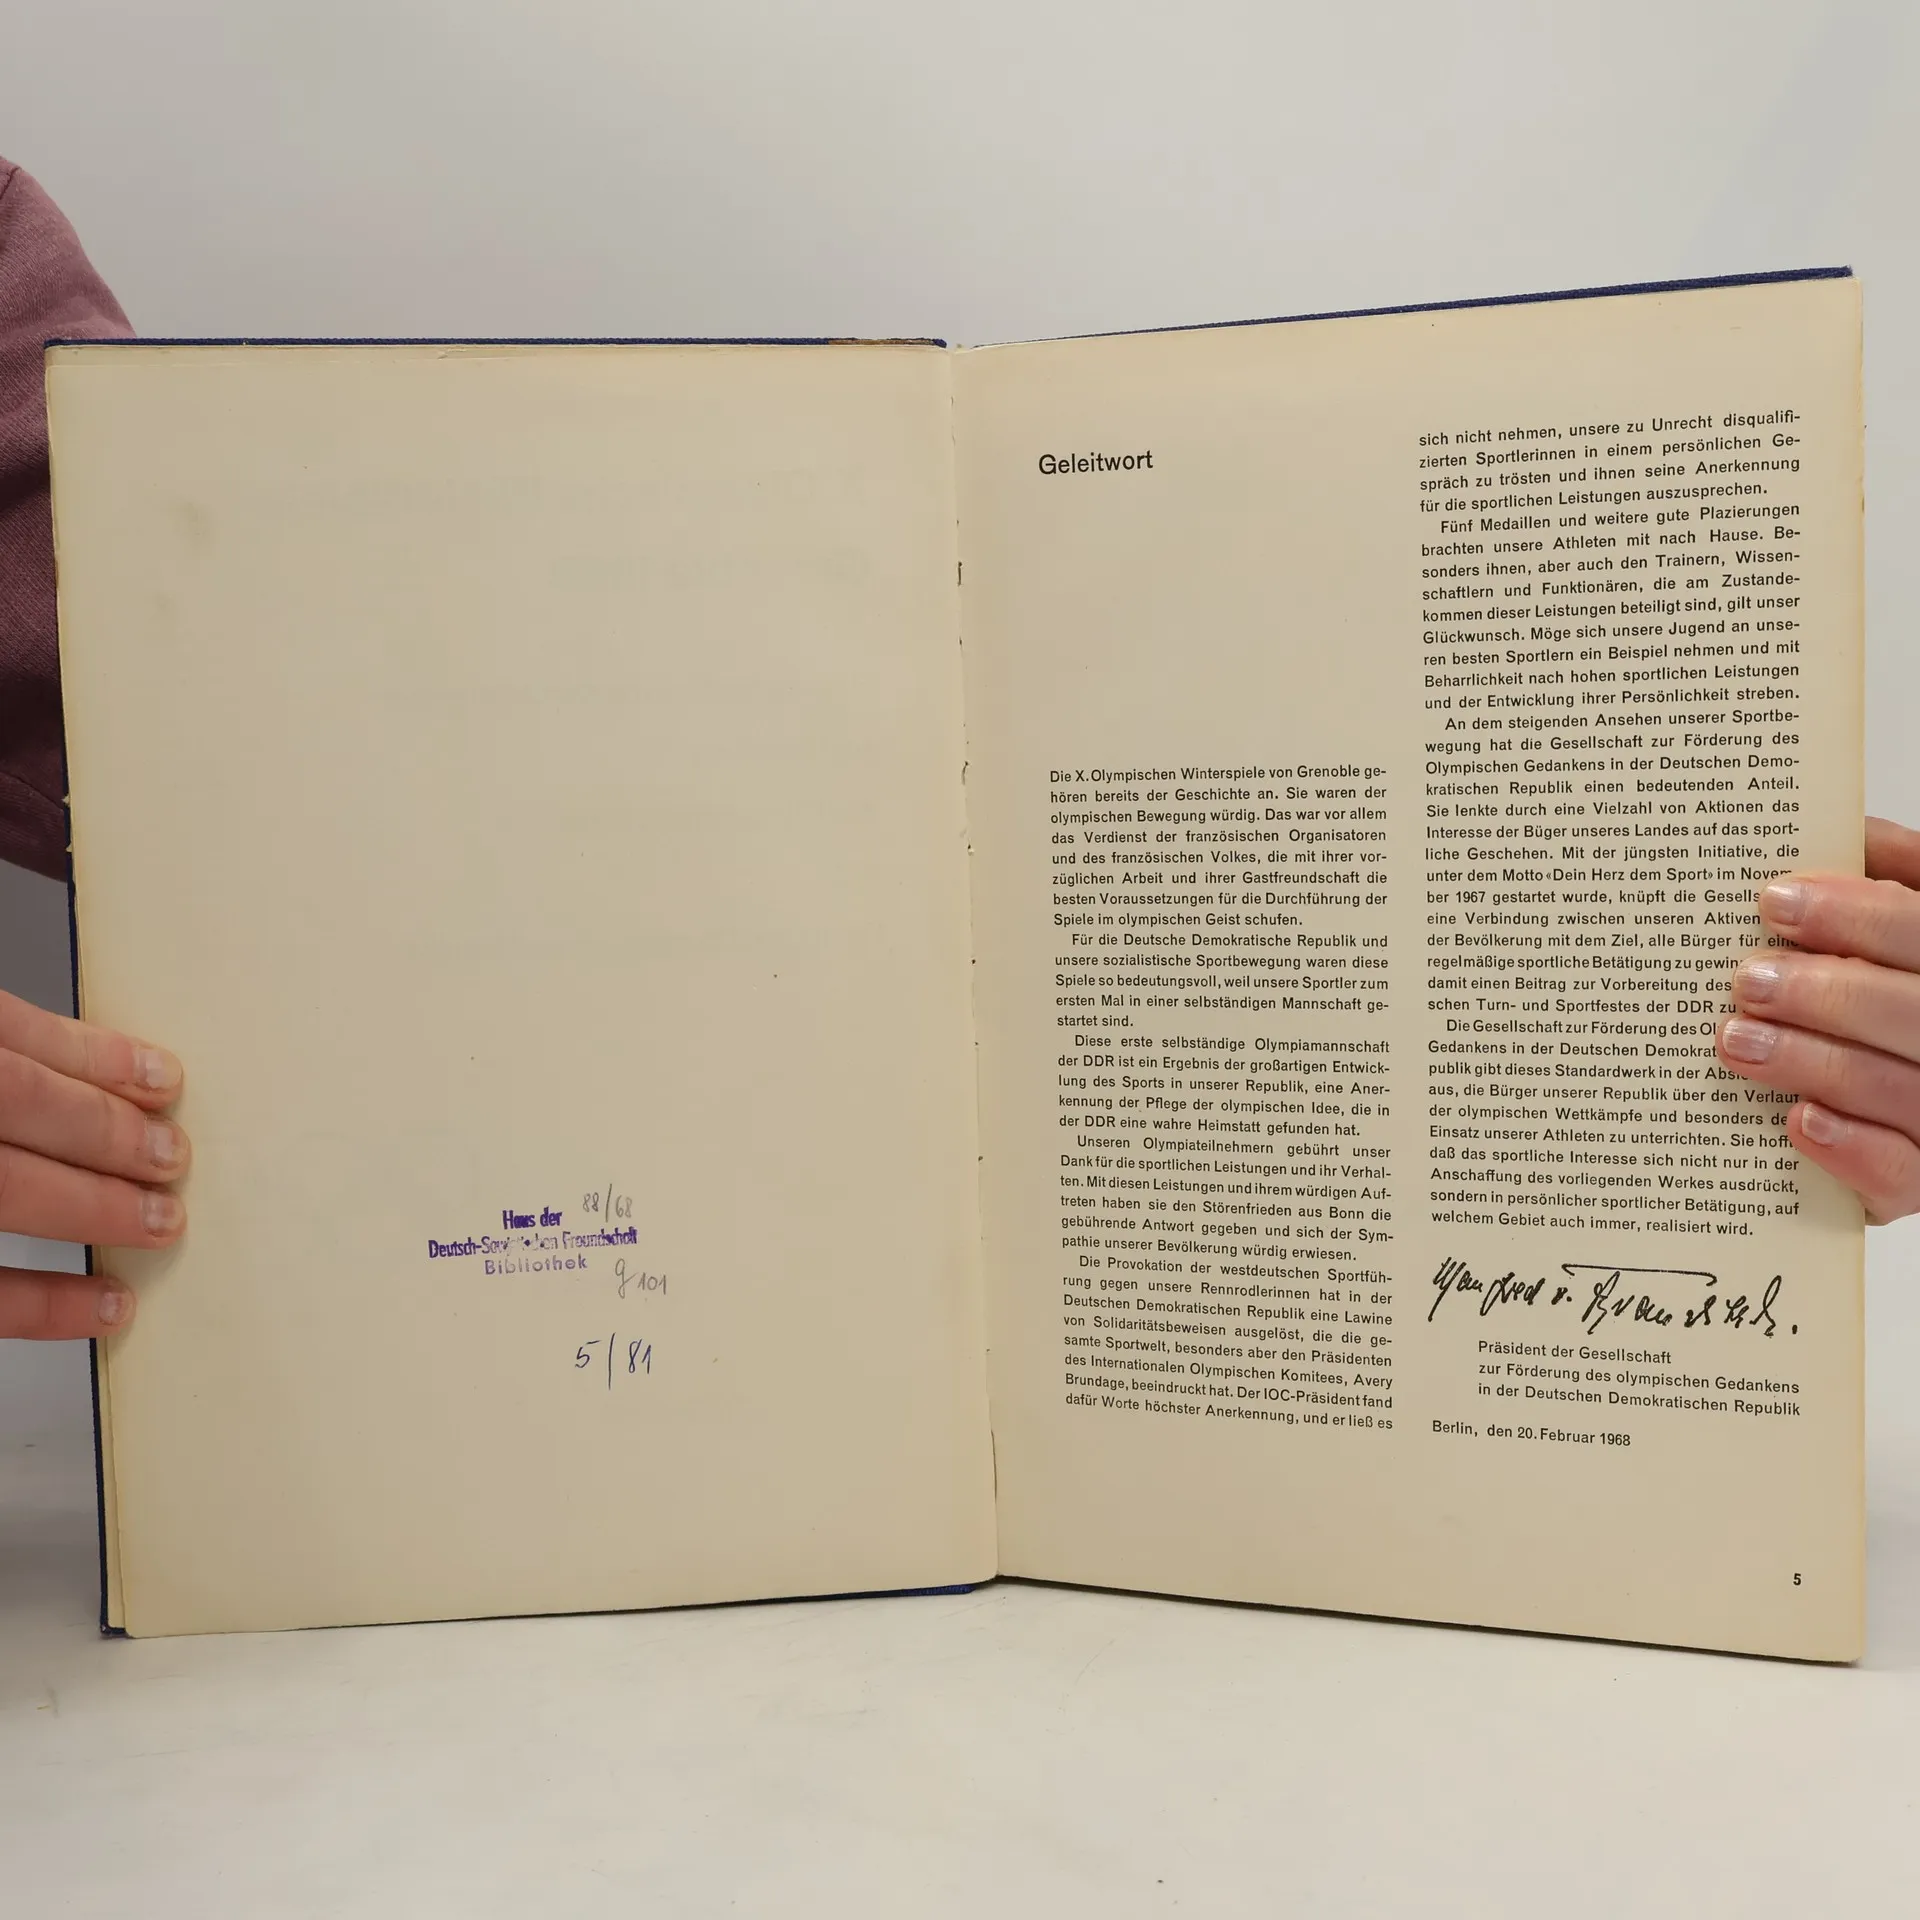 Haus der
88/68
Deutsch-Sowjetischen Freundschaft
Bibliothek
g 101
5/81
Geleitwort
Die X. Olympischen Winterspiele von Grenoble ge-
hören bereits der Geschichte an. Sie waren der
olympischen Bewegung würdig. Das war vor allem
das Verdienst der französischen Organisatoren
und des französischen Volkes, die mit ihrer vor-
züglichen Arbeit und ihrer Gastfreundschaft die
besten Voraussetzungen für die Durchführung der
Spiele im olympischen Geist schufen.
Für die Deutsche Demokratische Republik und
unsere sozialistische Sportbewegung waren diese
Spiele so bedeutungsvoll, weil unsere Sportler zum
ersten Mal in einer selbständigen Mannschaft ge-
startet sind.
Diese erste selbständige Olympiamannschaft
der DDR ist ein Ergebnis der großartigen Entwick-
lung des Sports in unserer Republik, eine Aner-
kennung der Pflege der olympischen Idee, die in
der DDR eine wahre Heimstatt gefunden hat.
Unseren Olympiateilnehmern gebührt unser
Dank für die sportlichen Leistungen und ihr Verhal-
ten. Mit diesen Leistungen und ihrem würdigen Auf-
treten haben sie den Störenfrieden aus Bonn die
gebührende Antwort gegeben und sich der Sym-
pathie unserer Bevölkerung würdig erwiesen.
Die Provokation der westdeutschen Sportfüh-
rung gegen unsere Rennrodlerinnen hat in der
Deutschen Demokratischen Republik eine Lawine
von Solidaritätsbeweisen ausgelöst, die die ge-
samte Sportwelt, besonders aber den Präsidenten
des Internationalen Olympischen Komitees, Avery
Brundage, beeindruckt hat. Der IOC-Präsident fand
dafür Worte höchster Anerkennung, und er ließ es
sich nicht nehmen, unsere zu Unrecht disqualifi-
zierten Sportlerinnen in einem persönlichen Ge-
spräch zu trösten und ihnen seine Anerkennung
für die sportlichen Leistungen auszusprechen.
Fünf Medaillen und weitere gute Plazierungen
brachten unsere Athleten mit nach Hause. Be-
sonders ihnen, aber auch den Trainern, Wissen-
schaftlern und Funktionären, die am Zustande-
kommen dieser Leistungen beteiligt sind, gilt unser
Glückwunsch. Möge sich unsere Jugend an unse-
ren besten Sportlern ein Beispiel nehmen und mit
Beharrlichkeit nach hohen sportlichen Leistungen
und der Entwicklung ihrer Persönlichkeit streben.
An dem steigenden Ansehen unserer Sportbe-
wegung hat die Gesellschaft zur Förderung des
Olympischen Gedankens in der Deutschen Demo-
kratischen Republik einen bedeutenden Anteil.
Sie lenkte durch eine Vielzahl von Aktionen das
Interesse der Büger unseres Landes auf das sport-
liche Geschehen. Mit der jüngsten Initiative, die
unter dem Motto «Dein Herz dem Sport» im Novem-
ber 1967 gestartet wurde, knüpft die Gesells
eine Verbindung zwischen unseren Aktiven
der Bevölkerung mit dem Ziel, alle Bürger für eine
regelmäßige sportliche Betätigung zu gewin
damit einen Beitrag zur Vorbereitung des
schen Turn- und Sportfestes der DDR zu
Die Gesellschaft zur Förderung des Ol
Gedankens in der Deutschen Demokrat
publik gibt dieses Standardwerk in der Abs
aus, die Bürger unserer Republik über den Verlauf
der olympischen Wettkämpfe und besonders de
Einsatz unserer Athleten zu unterrichten. Sie hofft,
daß das sportliche Interesse sich nicht nur in der
Anschaffung des vorliegenden Werkes ausdrückt,
sondern in persönlicher sportlicher Betätigung, auf
welchem Gebiet auch immer, realisiert wird.
Manfred v.
Präsident der Gesellschaft
zur Förderung des olympischen Gedankens
in der Deutschen Demokratischen Republik
Berlin, den 20. Februar 1968
5